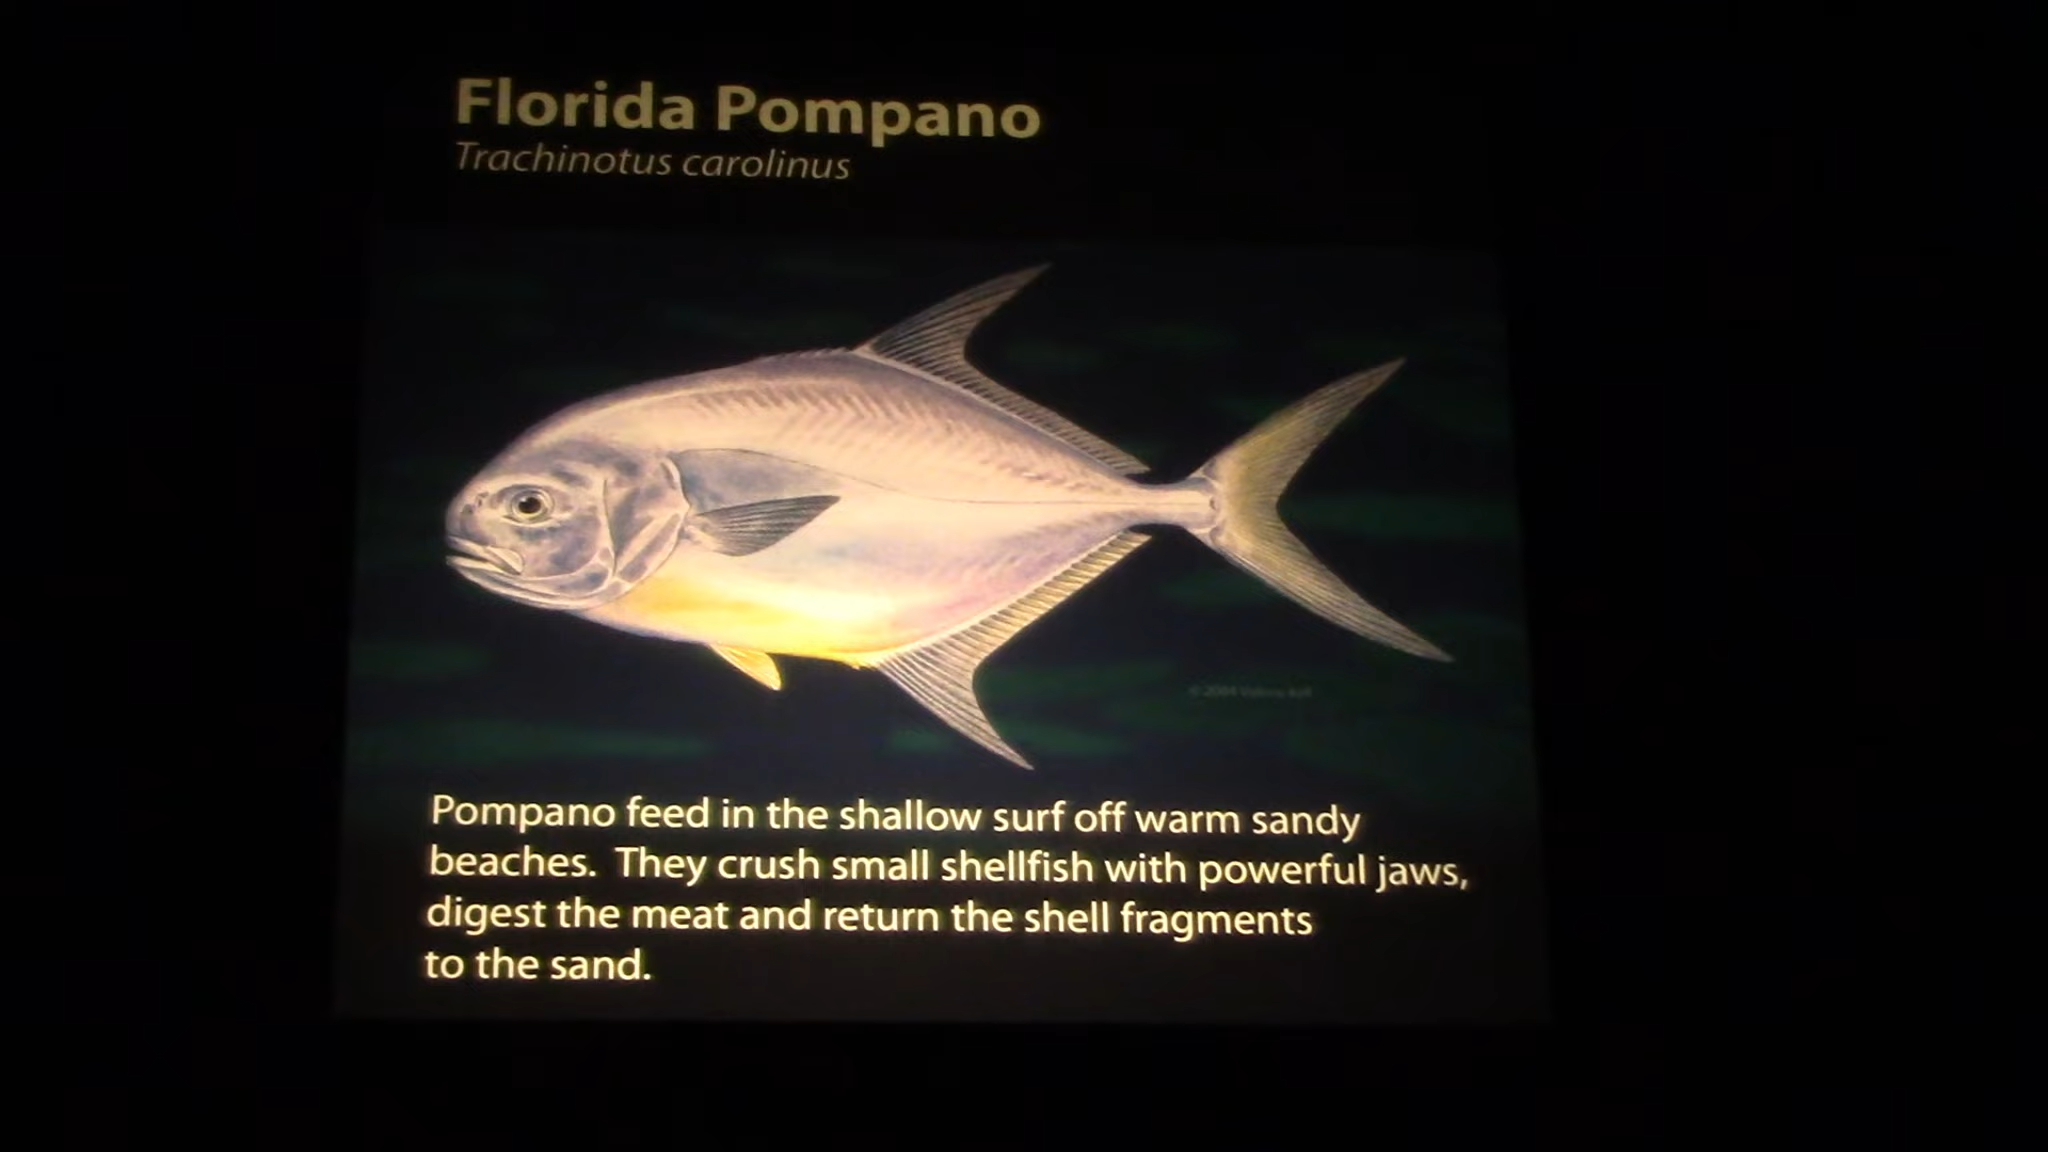 Florida Pompano
Trachinotus carolinus
© 2004
Pompano feed in the shallow surf off warm sandy
beaches. They crush small shellfish with powerful jaws,
digest the meat and return the shell fragments
to the sand.